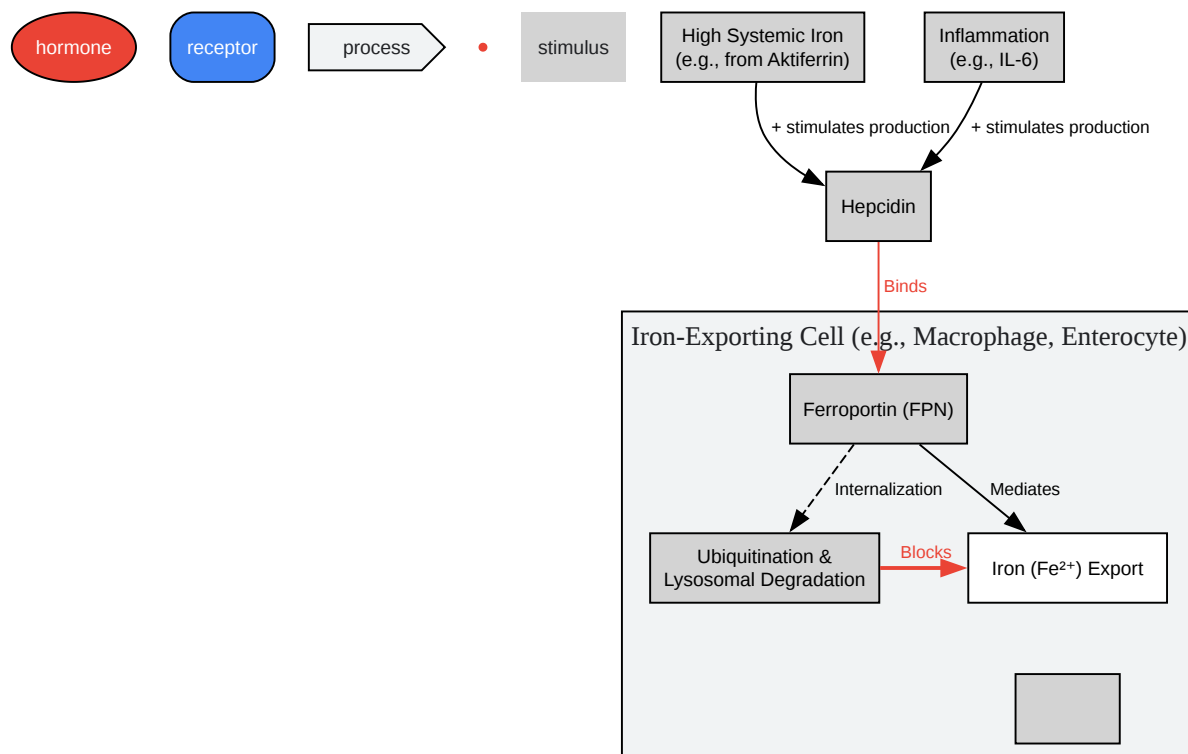 hormone
receptor
process
stimulus
High Systemic Iron
(e.g., from Aktiferrin)
Inflammation
(e.g., IL-6)
+ stimulates production
+ stimulates production
Hepcidin
Binds
Iron-Exporting Cell (e.g., Macrophage, Enterocyte)
Ferroportin (FPN)
Internalization
Mediates
Ubiquitination &
Lysosomal Degradation
Blocks
Iron (Fe²⁺) Export